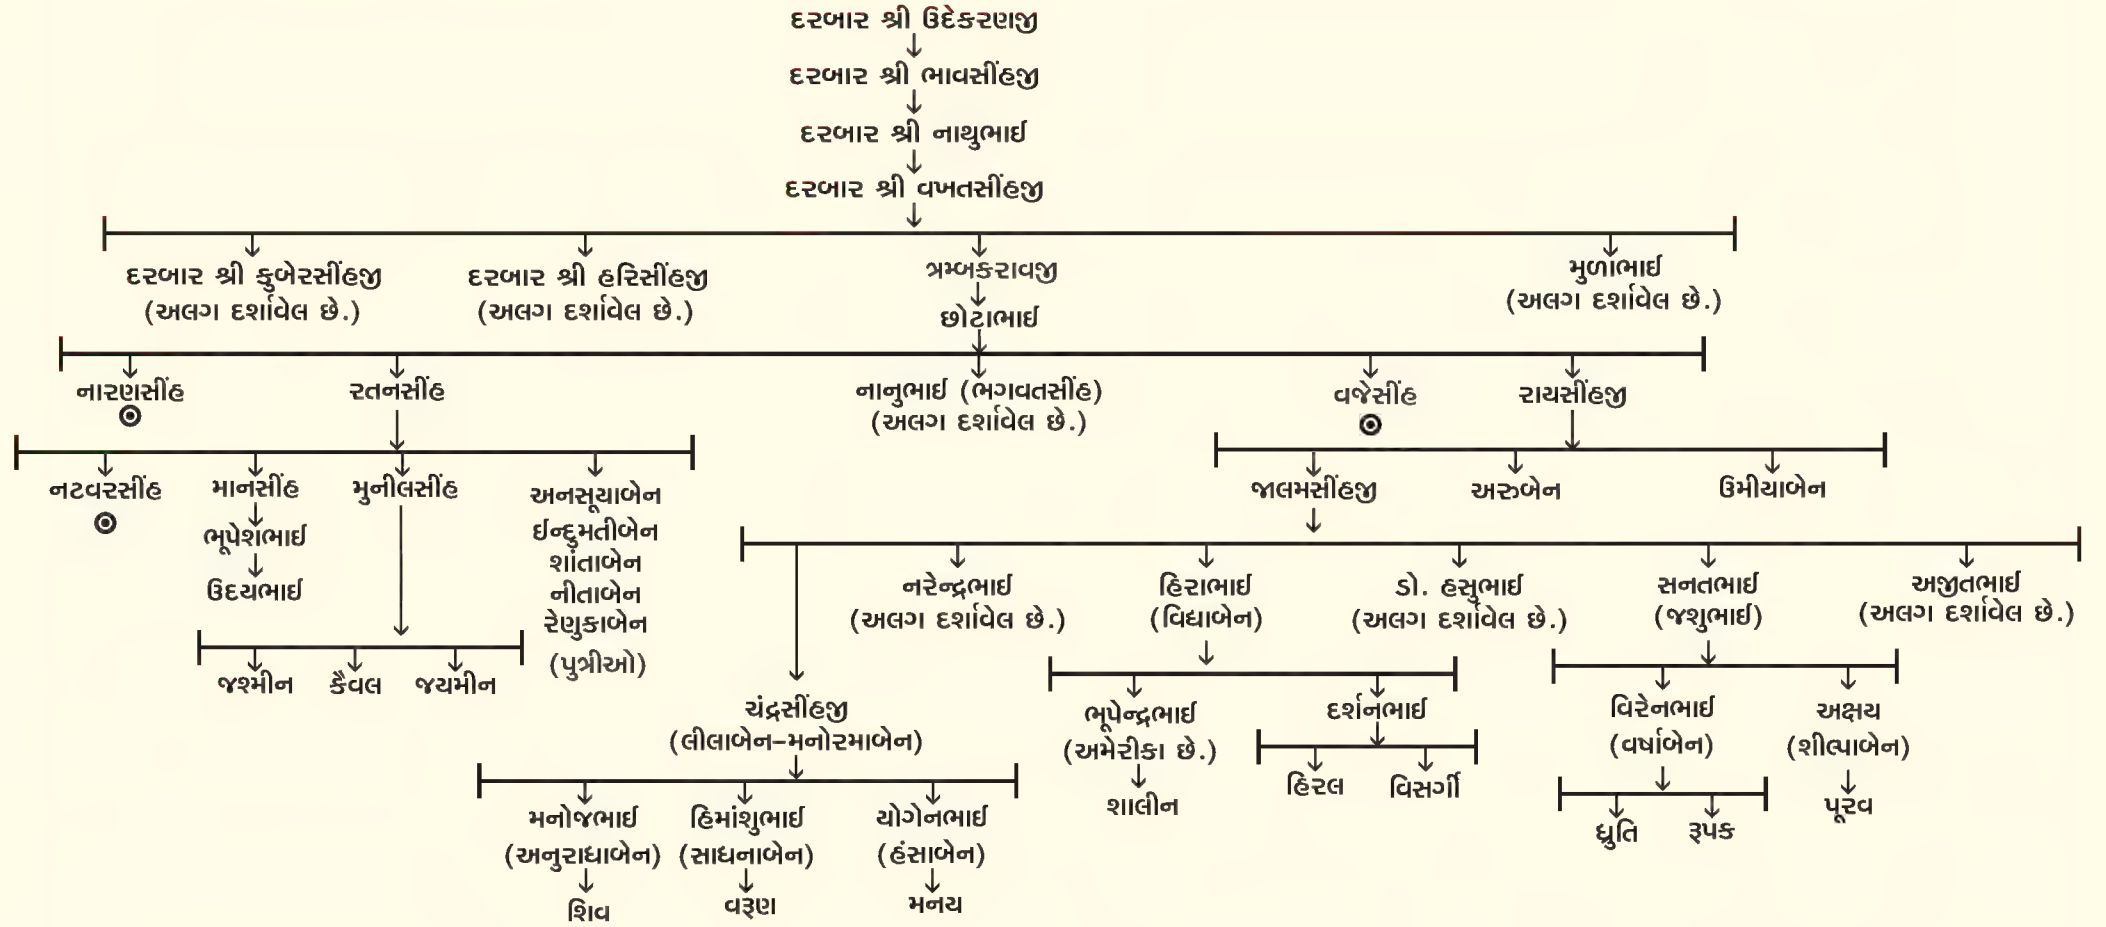 દરબાર શ્રી ઉદેકરણજી
દરબાર શ્રી ભાવસીંહજી
દરબાર શ્રી નાથુભાઈ
દરબાર શ્રી વખતસીંહજી
દરબાર શ્રી કુબેરસીંહજી
(અલગ દર્શાવેલ છે.)
દરબાર શ્રી હરિસીંહજી
(અલગ દર્શાવેલ છે.)
ત્રમ્બકરાવજી
છોટાભાઈ
મુળાભાઈ
(અલગ દર્શાવેલ છે.)
નારણસીંહ
રતનસીંહ
નાનુભાઈ (ભગવતસીંહ)
(અલગ દર્શાવેલ છે.)
વજેસીંહ
રાયસીંહજી
નટવરસીંહ
માનસીંહ
ભૂપેશભાઈ
ઉદયભાઈ
મુનીલસીંહ
અનસૂયાબેન
ઈન્દુમતીબેન
શાંતાબેન
નીતાબેન
રેણુકાબેન
(પુત્રીઓ)
જાલમસીંહજી
અરુબેન
ઉમીયાબેન
જશ્મીન
કૈવલ
જયમીન
નરેન્દ્રભાઈ
(અલગ દર્શાવેલ છે.)
હિરાભાઈ
(વિદ્યાબેન)
ડો. હસુભાઈ
(અલગ દર્શાવેલ છે.)
સનતભાઈ
(જશુભાઈ)
અજીતભાઈ
(અલગ દર્શાવેલ છે.)
ચંદ્રસીંહજી
(લીલાબેન-મનોરમાબેન)
ભૂપેન્દ્રભાઈ
(અમેરીકા છે.)
શાલીન
દર્શનભાઈ
હિરલ
વિસર્ગી
વિરેનભાઈ
(વર્ષાબેન)
અક્ષય
(શીલ્પાબેન)
પૂરવ
ધ્રુતિ
રૂપક
મનોજભાઈ
(અનુરાધાબેન)
શિવ
હિમાંશુભાઈ
(સાધનાબેન)
વરૂણ
યોગેનભાઈ
(હંસાબેન)
મનય